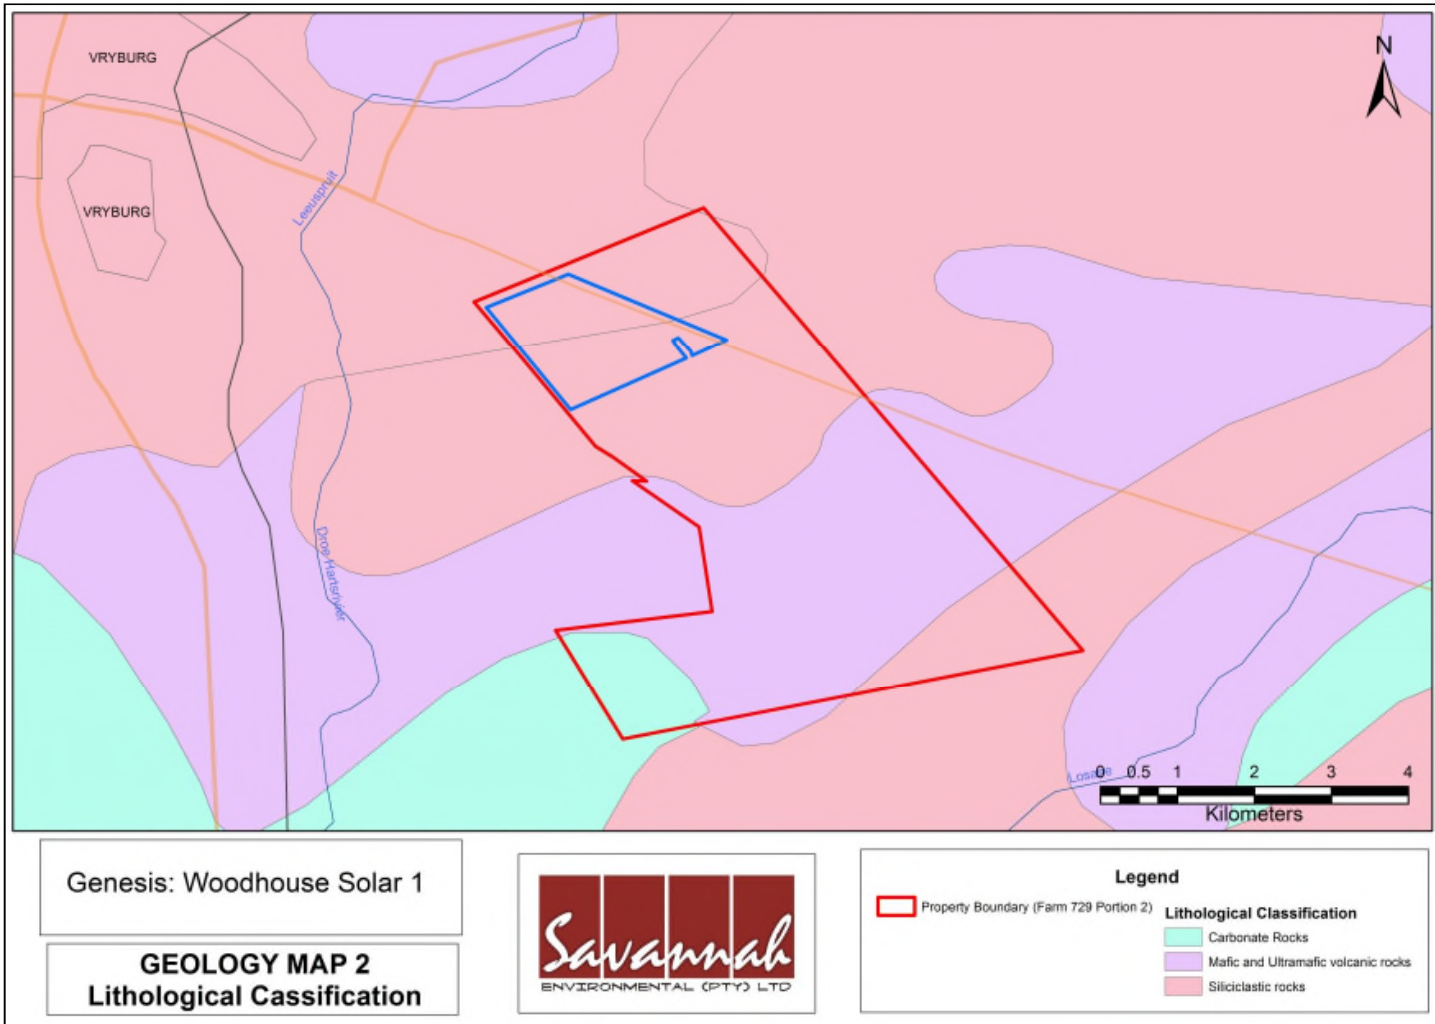 VRYBURG
N
Leeuspruit
VRYBURG
Droe Hartsrivier
0 0.5 1 2 3 4
Kilometers
Genesis: Woodhouse Solar 1
GEOLOGY MAP 2
Lithological Cassification
Savannah
ENVIRONMENTAL (PTY) LTD
Legend
Property Boundary (Farm 729 Portion 2)
Lithological Classification
Carbonate Rocks
Mafic and Ultramafic volcanic rocks
Siliciclastic rocks